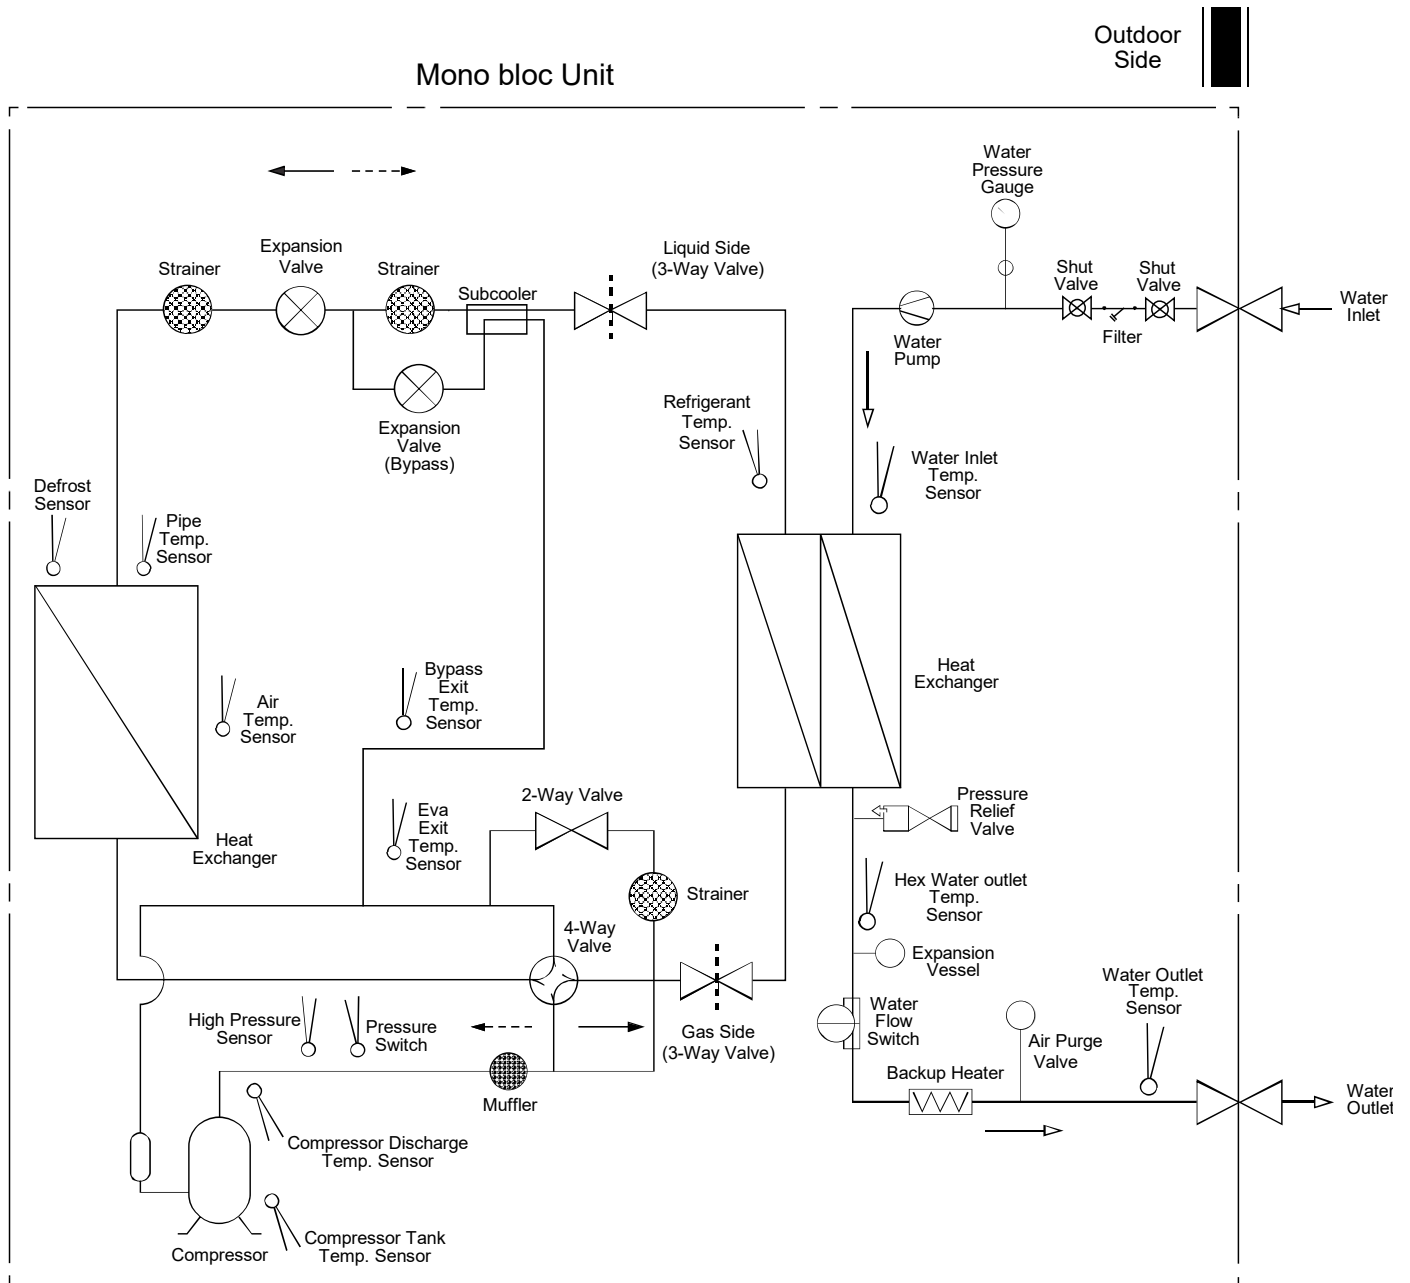 Outdoor
Side
Mono bloc Unit
Water
Pressure
Gauge
Expansion
Valve
Strainer
Strainer
Subcooler
Liquid Side
(3-Way Valve)
Shut
Valve
Shut
Valve
Water
Inlet
Filter
Water
Pump
Expansion
Valve
(Bypass)
Refrigerant
Temp.
Sensor
Water Inlet
Temp.
Sensor
Defrost
Sensor
Pipe
Temp.
Sensor
Air
Temp.
Sensor
Bypass
Exit
Temp.
Sensor
Heat
Exchanger
2-Way Valve
Eva
Exit
Temp.
Sensor
Pressure
Relief
Valve
Heat
Exchanger
Strainer
Hex Water outlet
Temp.
Sensor
4-Way
Valve
Expansion
Vessel
Water Outlet
Temp.
Sensor
High Pressure
Sensor
Pressure
Switch
Gas Side
(3-Way Valve)
Water
Flow
Switch
Air Purge
Valve
Backup Heater
Muffler
Water
Outlet
Compressor Discharge
Temp. Sensor
Compressor Tank
Temp. Sensor
Compressor